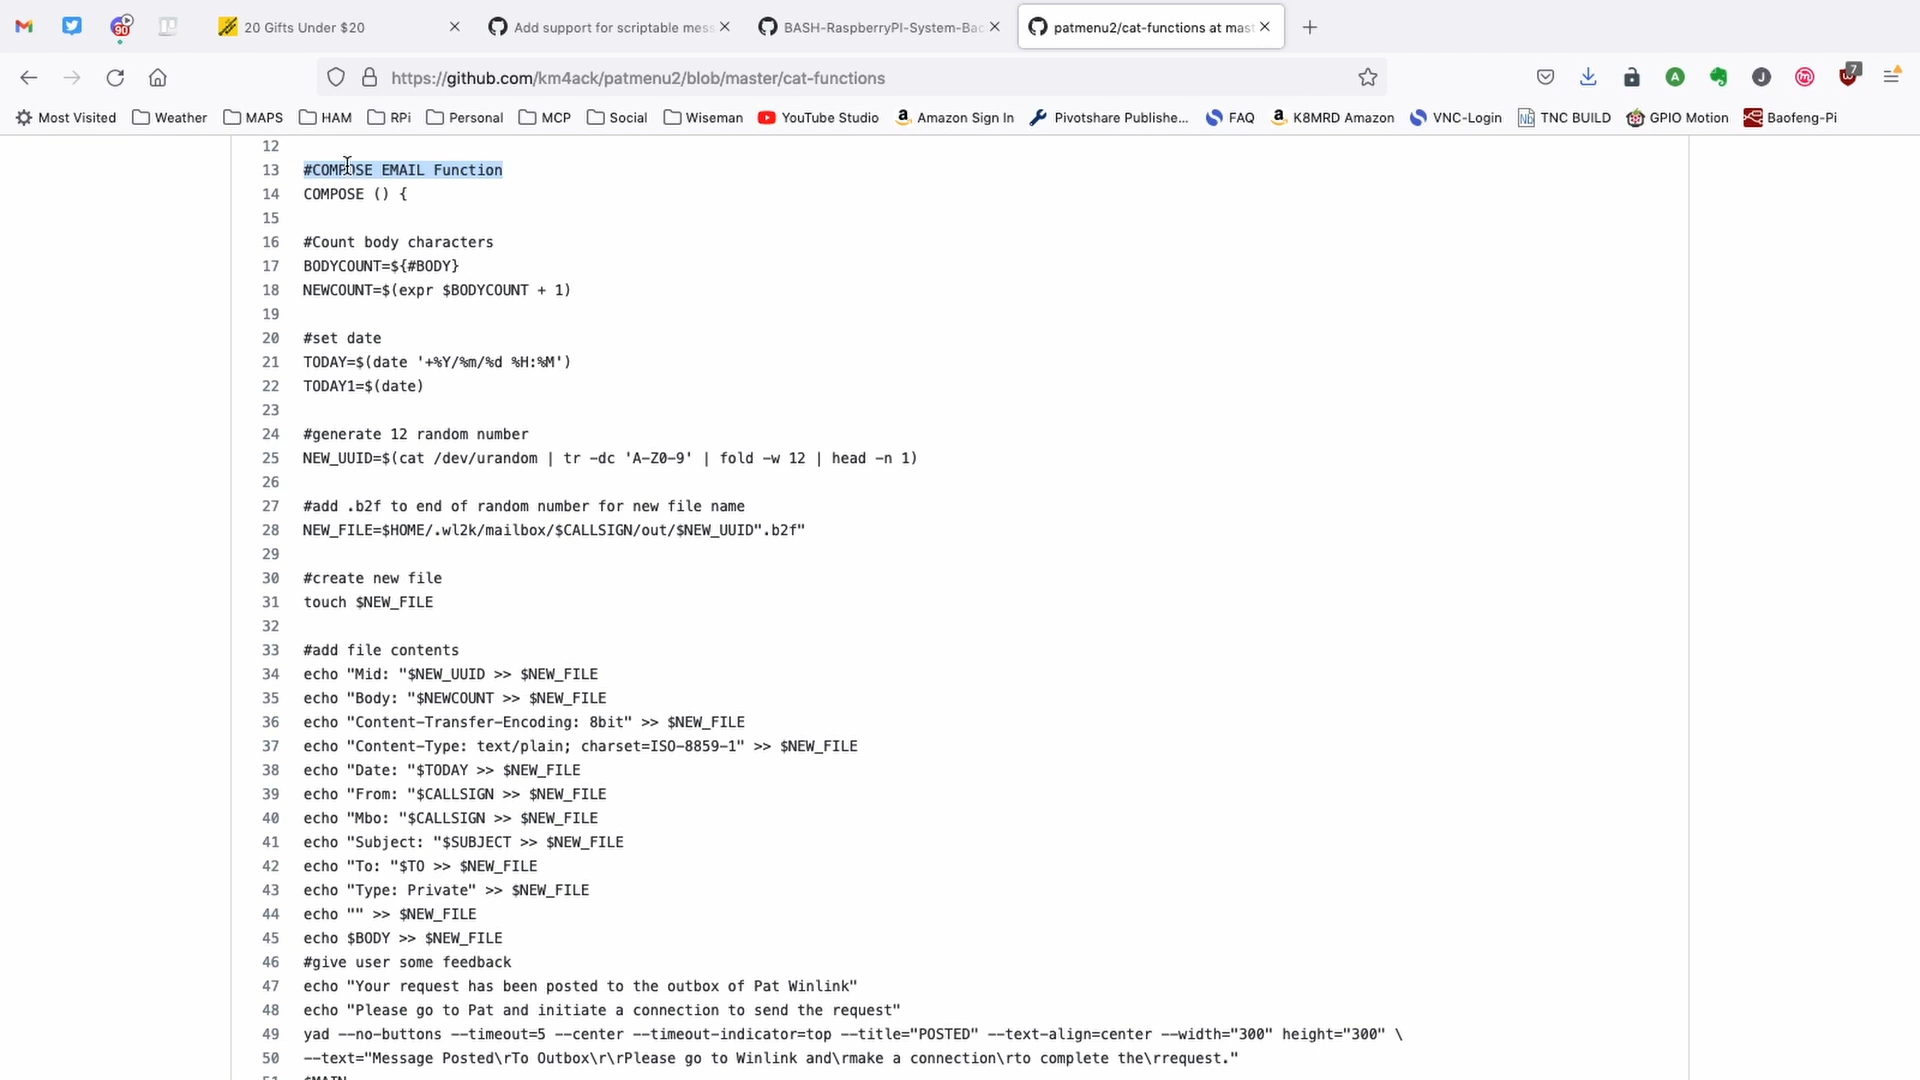 20 Gifts Under $20
Add support for scriptable mess
BASH-RaspberryPI-System-Bac
patmenu2/cat-functions at mast
https://github.com/km4ack/patmenu2/blob/master/cat-functions
90
A
J
7
Most Visited
Weather
MAPS
HAM
RPi
Personal
MCP
Social
Wiseman
YouTube Studio
Amazon Sign In
Pivotshare Publishe...
FAQ
K8MRD Amazon
VNC-Login
TNC BUILD
GPIO Motion
Baofeng-Pi
12
13 #COMPOSE EMAIL Function
14 COMPOSE () {
15
16 #Count body characters
17 BODYCOUNT=${#BODY}
18 NEWCOUNT=$(expr $BODYCOUNT + 1)
19
20 #set date
21 TODAY=$(date '+%Y/%m/%d %H:%M')
22 TODAY1=$(date)
23
24 #generate 12 random number
25 NEW_UUID=$(cat /dev/urandom | tr -dc 'A-Z0-9' | fold -w 12 | head -n 1)
26
27 #add .b2f to end of random number for new file name
28 NEW_FILE=$HOME/.wl2k/mailbox/$CALLSIGN/out/$NEW_UUID".b2f"
29
30 #create new file
31 touch $NEW_FILE
32
33 #add file contents
34 echo "Mid: "$NEW_UUID >> $NEW_FILE
35 echo "Body: "$NEWCOUNT >> $NEW_FILE
36 echo "Content-Transfer-Encoding: 8bit" >> $NEW_FILE
37 echo "Content-Type: text/plain; charset=ISO-8859-1" >> $NEW_FILE
38 echo "Date: "$TODAY >> $NEW_FILE
39 echo "From: "$CALLSIGN >> $NEW_FILE
40 echo "Mbo: "$CALLSIGN >> $NEW_FILE
41 echo "Subject: "$SUBJECT >> $NEW_FILE
42 echo "To: "$TO >> $NEW_FILE
43 echo "Type: Private" >> $NEW_FILE
44 echo "" >> $NEW_FILE
45 echo $BODY >> $NEW_FILE
46 #give user some feedback
47 echo "Your request has been posted to the outbox of Pat Winlink"
48 echo "Please go to Pat and initiate a connection to send the request"
49 yad --no-buttons --timeout=5 --center --timeout-indicator=top --title="POSTED" --text-align=center --width="300" height="300" \
50 --text="Message Posted\rTo Outbox\r\rPlease go to Winlink and\rmake a connection\rto complete the\rrequest."
51 $MAIN